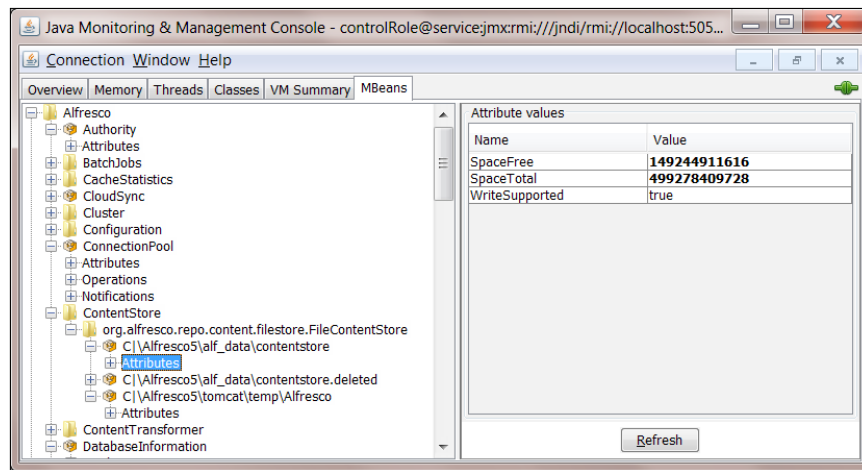 Java Monitoring & Management Console - controlRole@service:jmx:rmi:///jndi/rmi://localhost:505...
Connection Window Help
Overview Memory Threads Classes VM Summary MBeans
Alfresco
Authority
Attributes
BatchJobs
CacheStatistics
CloudSync
Cluster
Configuration
ConnectionPool
Attributes
Operations
Notifications
ContentStore
org.alfresco.repo.content.filestore.FileContentStore
C|\Alfresco5\alf_data\contentstore
Attributes
C|\Alfresco5\alf_data\contentstore.deleted
C|\Alfresco5\tomcat\temp\Alfresco
Attributes
ContentTransformer
DatabaseInformation
Attribute values
Name Value
SpaceFree 149244911616
SpaceTotal 499278409728
WriteSupported true
Refresh